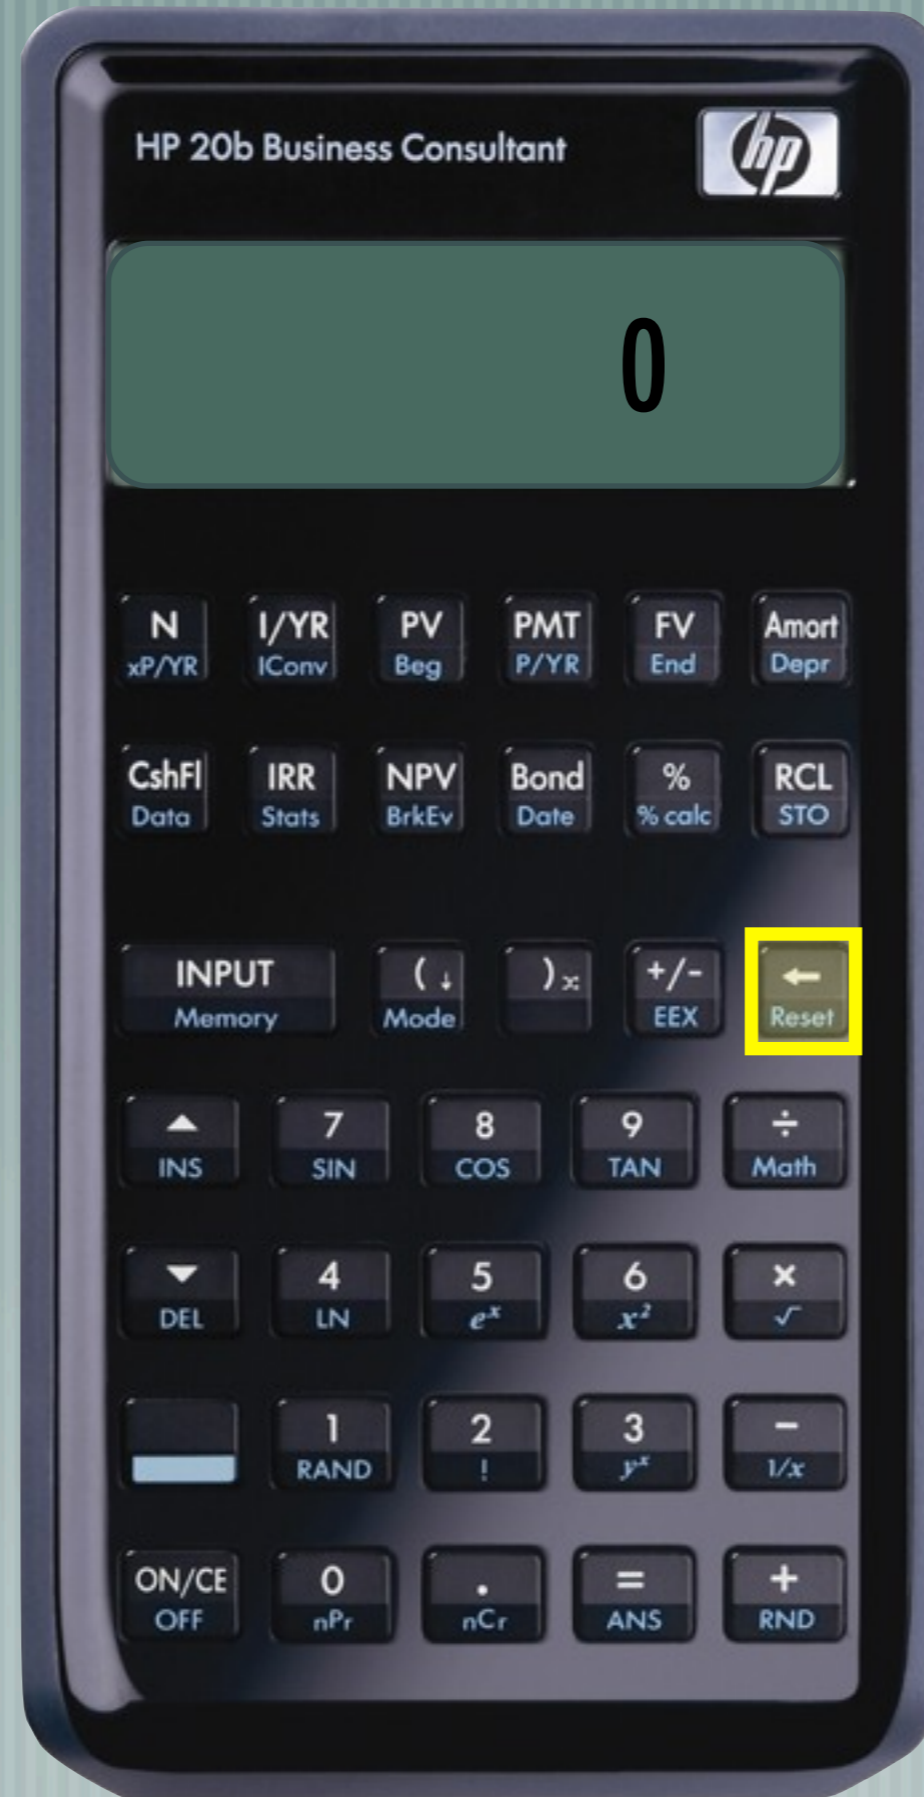 HP 20b Business Consultant
hp
0
N I/YR PV PMT FV Amort
xP/YR IConv Beg P/YR End Depr
CshFl IRR NPV Bond % RCL
Data Stats BrkEv Date % calc STO
INPUT ( ↓ ) x +/- ←
Memory Mode EEX Reset
▲ 7 8 9 ÷
INS SIN COS TAN Math
▼ 4 5 6 ×
DEL LN eˣ x² √
1 2 3 −
RAND ! yˣ 1/x
ON/CE 0 . = +
OFF nPr nCr ANS RND